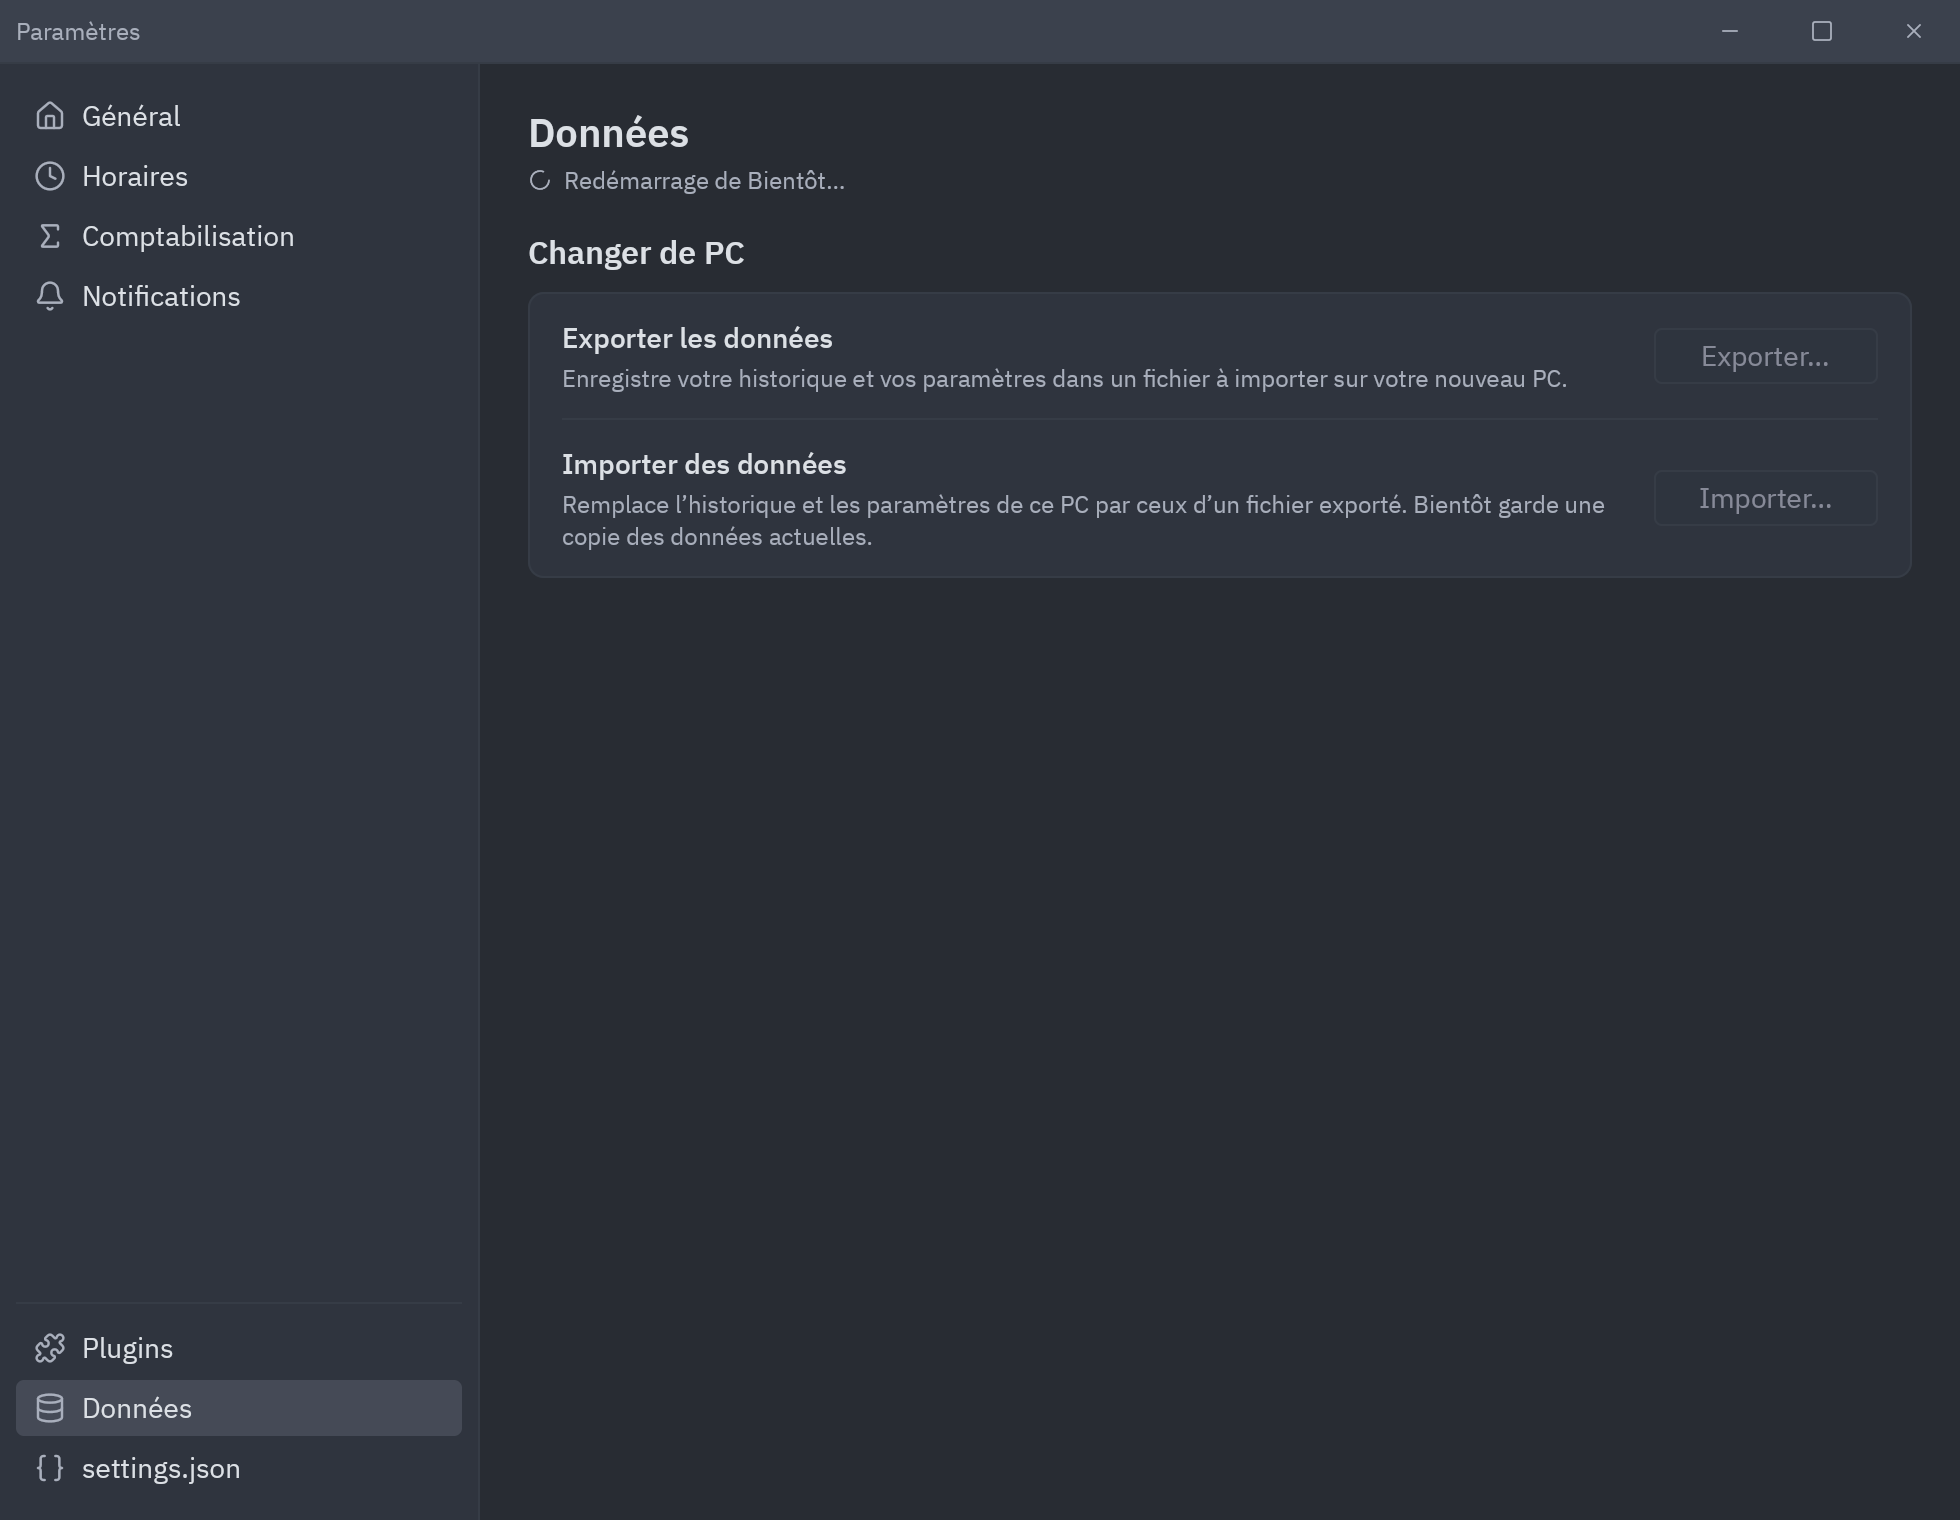 Paramètres
Général
Horaires
Comptabilisation
Notifications
Plugins
Données
settings.json
Données
Redémarrage de Bientôt…
Changer de PC
Exporter les données
Enregistre votre historique et vos paramètres dans un fichier à importer sur votre nouveau PC.
Exporter…
Importer des données
Remplace l’historique et les paramètres de ce PC par ceux d’un fichier exporté. Bientôt garde une
copie des données actuelles.
Importer…